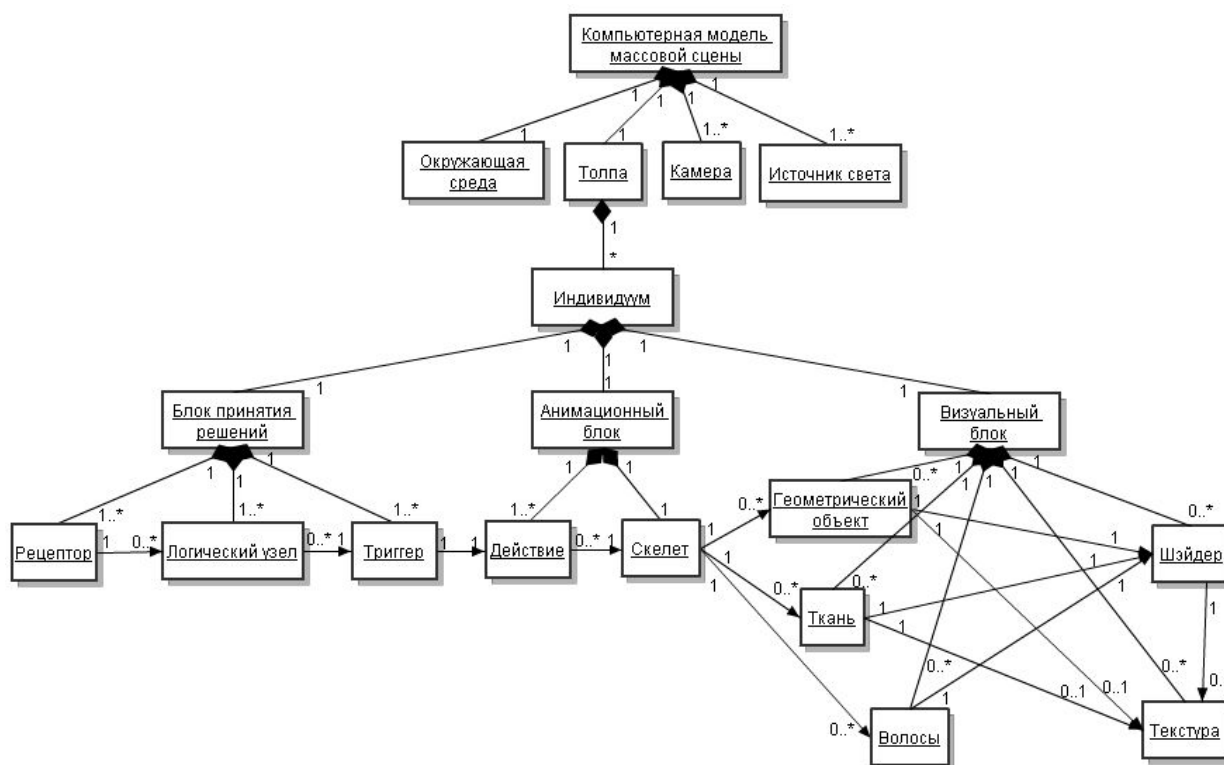 Компьютерная модель
массовой сцены
1 1 1 1
1 1 1..* 1..*
Окружающая
среда
Толпа
Камера
Источник света
1
*
Индивидуум
1 1 1
1 1 1
Блок принятия
решений
Анимационный
блок
Визуальный
блок
1 1 1
1 1
1 1 1 1 1
1..* 1..* 1..*
1..* 1
0..* 0..* 0..* 0..* 0..*
Геометрический
объект
Рецептор
1 0..*
Логический узел
0..* 1
Триггер
1 1
Действие
0..* 1
Скелет
1 0..*
1 0..*
1 0..*
Шэйдер
1 1
1 0..1
Ткань
1 1
1 0..1
1
0..
Волосы
1 1
Текстура